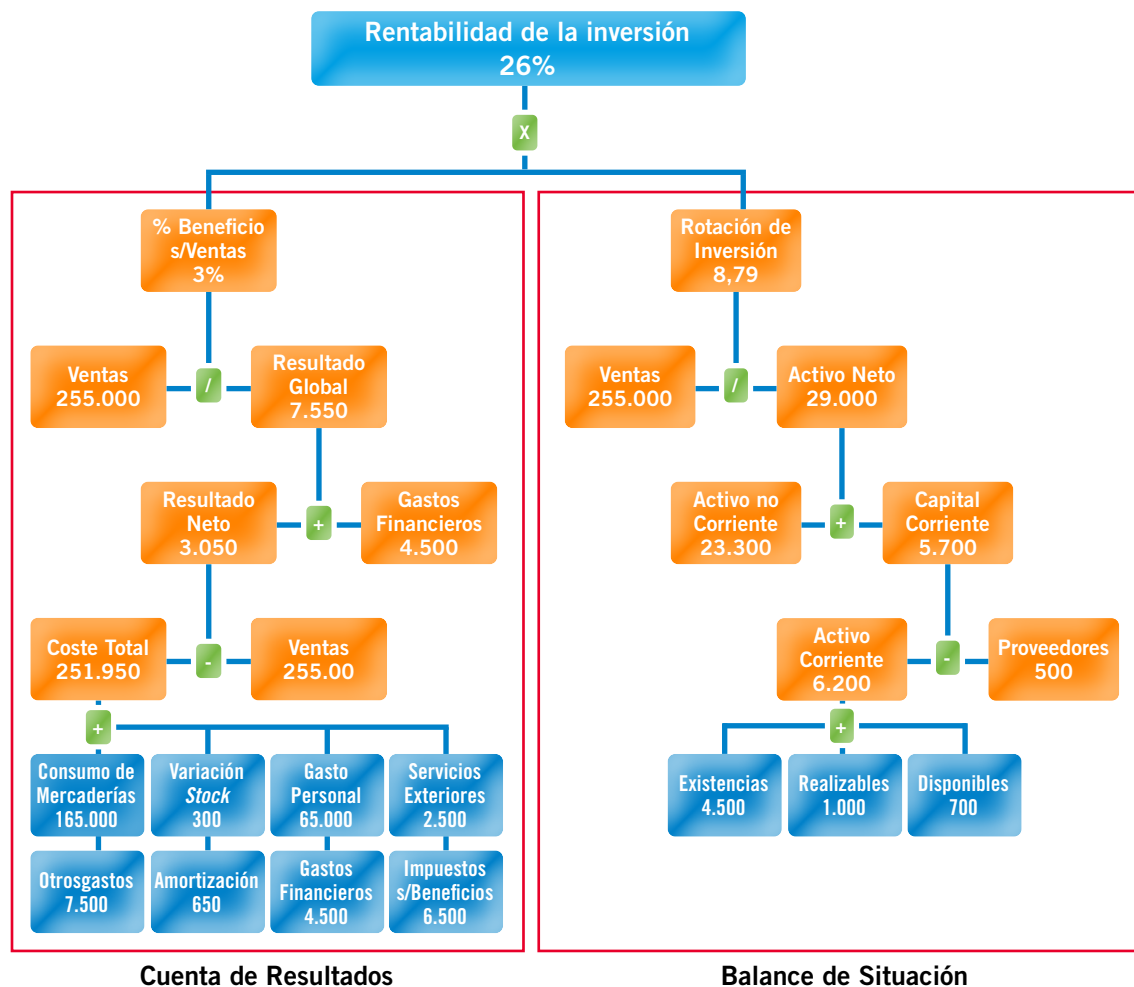 Rentabilidad de la inversión
26%
X
% Beneficio
s/Ventas
3%
Rotación de
Inversión
8,79
Ventas
255.000
/
Resultado
Global
7.550
Ventas
255.000
/
Activo Neto
29.000
Resultado
Neto
3.050
+
Gastos
Financieros
4.500
Activo no
Corriente
23.300
+
Capital
Corriente
5.700
Coste Total
251.950
-
Ventas
255.00
Activo
Corriente
6.200
-
Proveedores
500
+
+
Consumo de
Mercaderías
165.000
Variación
Stock
300
Gasto
Personal
65.000
Servicios
Exteriores
2.500
Existencias
4.500
Realizables
1.000
Disponibles
700
Otrosgastos
7.500
Amortización
650
Gastos
Financieros
4.500
Impuestos
s/Beneficios
6.500
Cuenta de Resultados
Balance de Situación